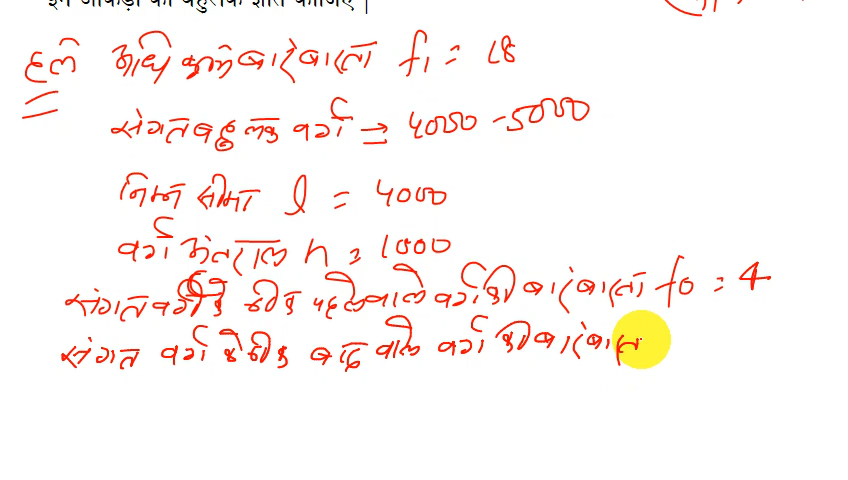 इन आंकड़ों का बहुलक ज्ञात कीजिए |
हल अधिकतम बारंबारता f₁ = 18
संगत बहुलक वर्ग ⇒ 4000 - 5000
निम्न सीमा l = 4000
वर्ग अंतराल h = 1000
संगत वर्ग के ठीक पहले वाले वर्ग की बारंबारता f₀ = 4
संगत वर्ग के ठीक बाद वाले वर्ग की बारंबारत